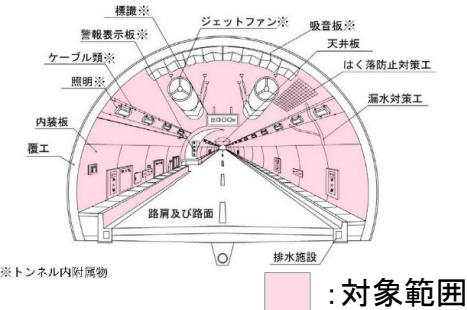 標識※
ジェットファン※
吸音板※
警報表示板※
天井板
ケーブル類※
はく落防止対策工
照明※
漏水対策工
内装板
覆工
路肩及び路面
排水施設
※トンネル内附属物
:対象範囲